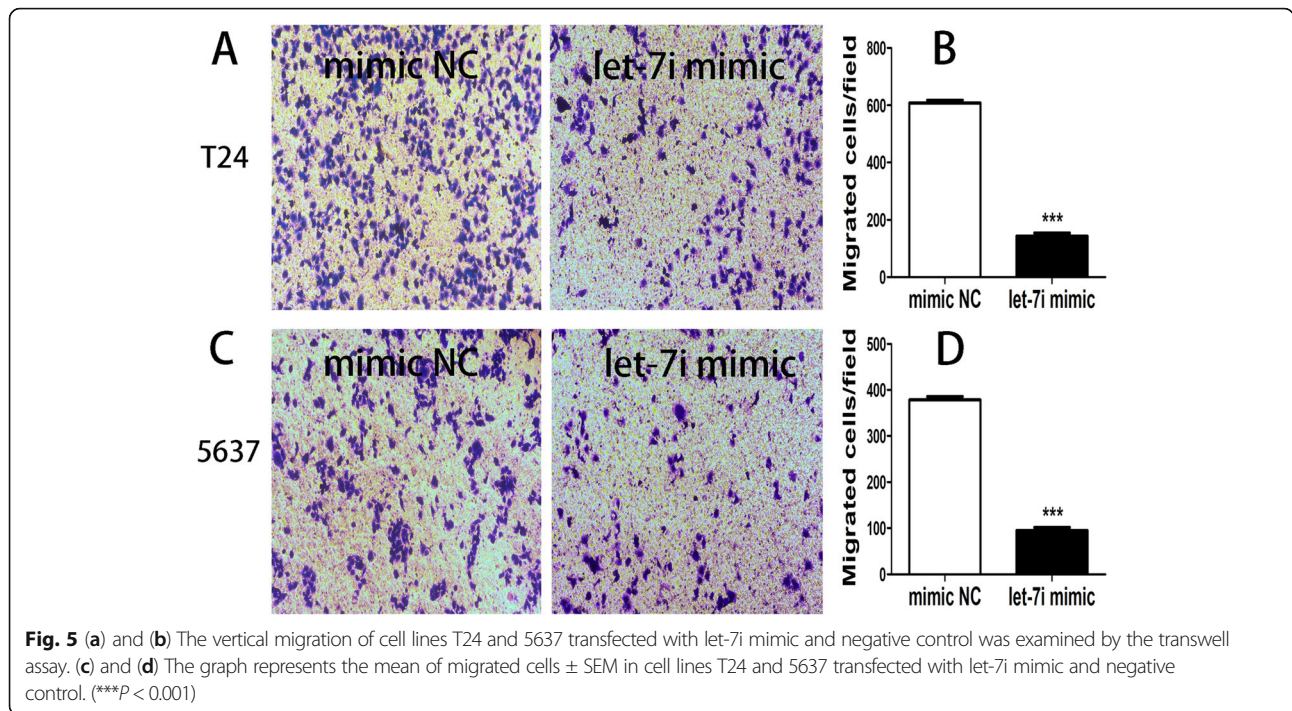 A
mimic NC
let-7i mimic
T24
B
Migrated cells/field
800
600
400
200
0
***
mimic NC
let-7i mimic
C
mimic NC
let-7i mimic
5637
D
Migrated cells/field
500
400
300
200
100
0
***
mimic NC
let-7i mimic
Fig. 5 (a) and (b) The vertical migration of cell lines T24 and 5637 transfected with let-7i mimic and negative control was examined by the transwell
assay. (c) and (d) The graph represents the mean of migrated cells ± SEM in cell lines T24 and 5637 transfected with let-7i mimic and negative
control. (***P < 0.001)